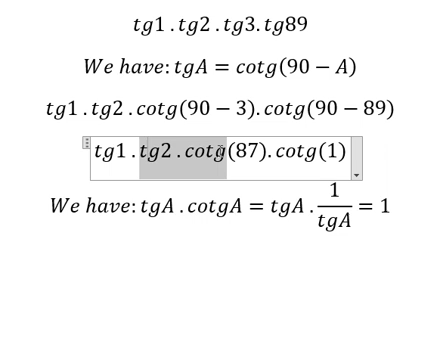 tg1 . tg2 . tg3. tg89
We have: tgA = cotg(90 − A)
tg1 . tg2 . cotg(90 − 3). cotg(90 − 89)
tg1 . tg2 . cotg(87). cotg(1)
We have: tgA . cotgA = tgA . 1/tgA = 1